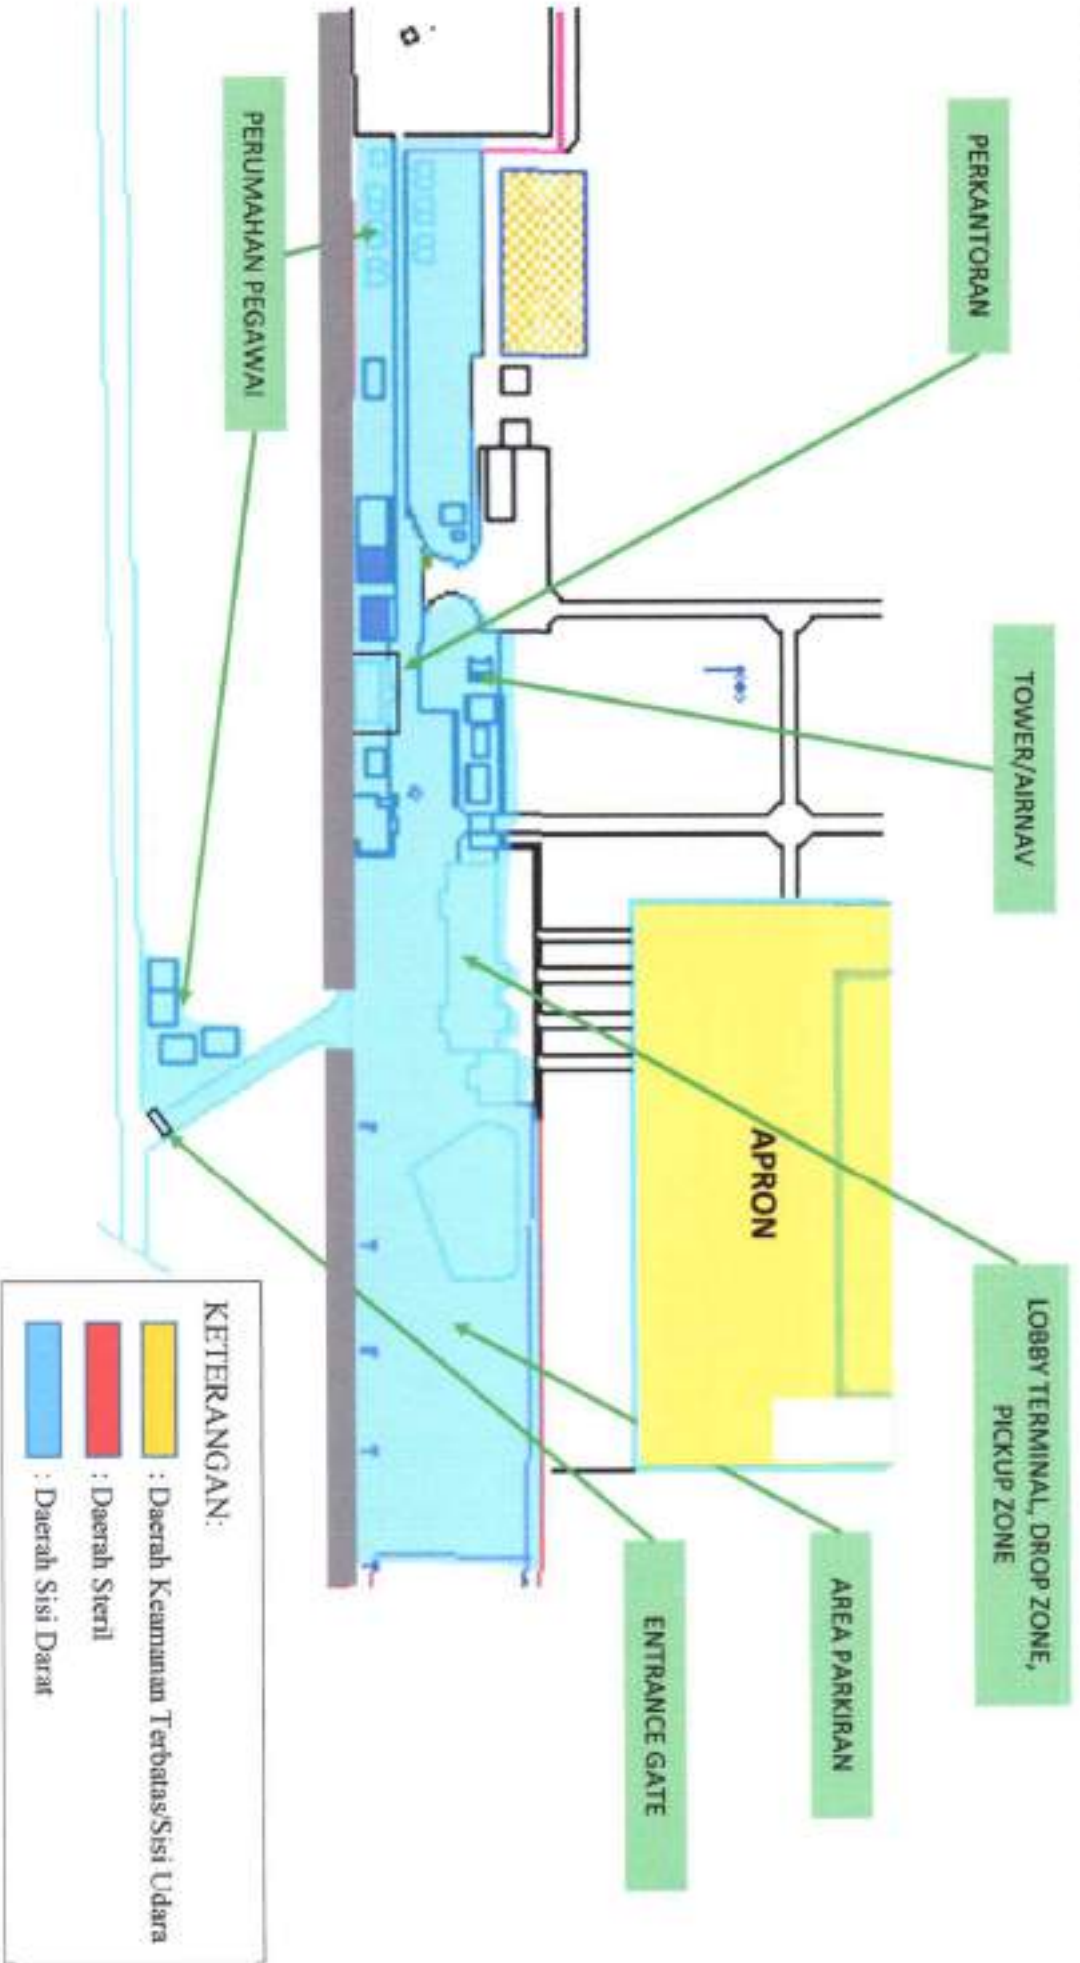 PERKANTORAN
TOWER/AIRNAV
LOBBY TERMINAL, DROP ZONE,
PICKUP ZONE
AREA PARKIRAN
ENTRANCE GATE
APRON
PERUMAHAN PEGAWAI
KETERANGAN:
: Daerah Keamanan Terbatas/Sisi Udara
: Daerah Steril
: Daerah Sisi Darat